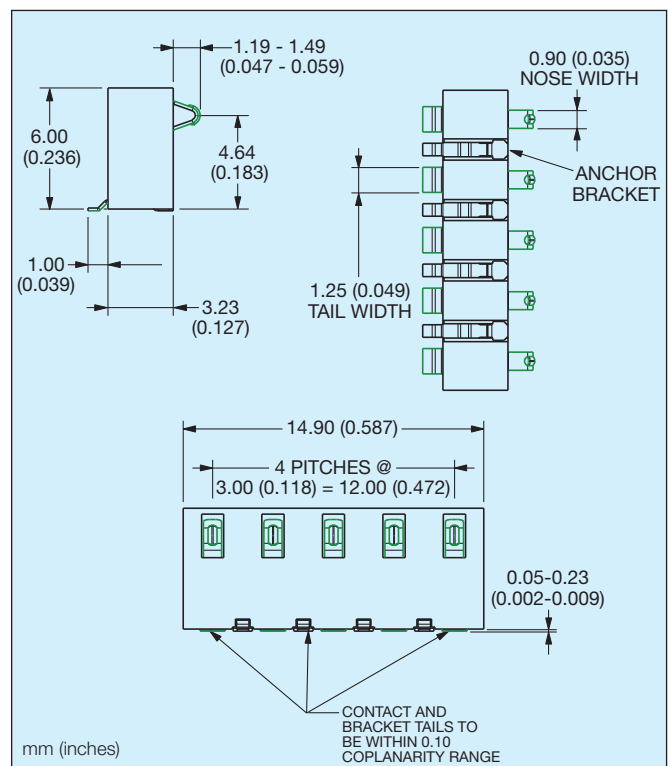 1.19 - 1.49
(0.047 - 0.059)
6.00
(0.236)
4.64
(0.183)
1.00
(0.039)
3.23
(0.127)
0.90 (0.035)
NOSE WIDTH
ANCHOR
BRACKET
1.25 (0.049)
TAIL WIDTH
14.90 (0.587)
4 PITCHES @
3.00 (0.118) = 12.00 (0.472)
0.05-0.23
(0.002-0.009)
CONTACT AND
BRACKET TAILS TO
BE WITHIN 0.10
COPLANARITY RANGE
mm (inches)